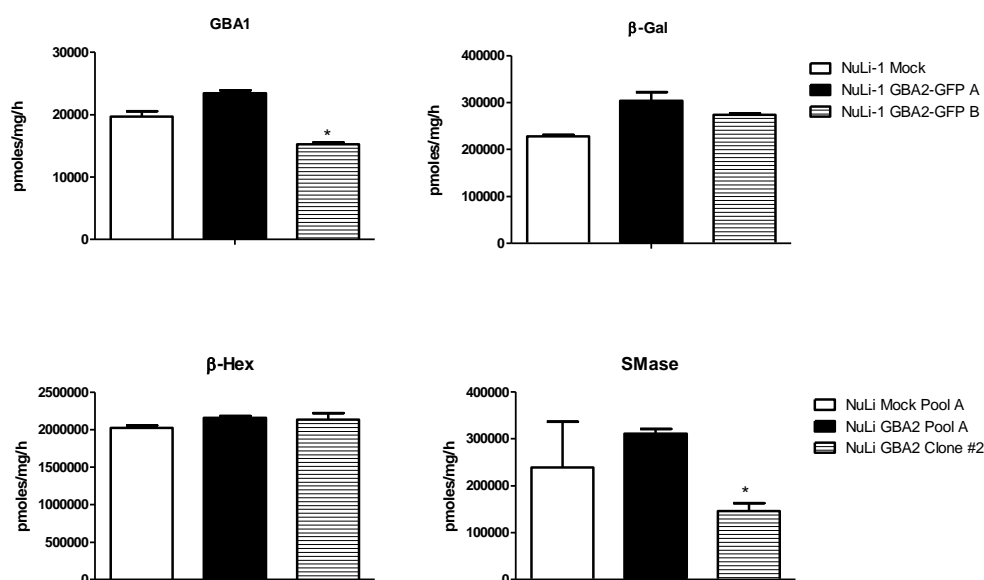 GBA1
30000
20000
10000
0
pmoles/mg/h
*
β-Gal
400000
300000
200000
100000
0
pmoles/mg/h
NuLi-1 Mock
NuLi-1 GBA2-GFP A
NuLi-1 GBA2-GFP B
β-Hex
2500000
2000000
1500000
1000000
500000
0
pmoles/mg/h
SMase
400000
300000
200000
100000
0
pmoles/mg/h
*
NuLi Mock Pool A
NuLi GBA2 Pool A
NuLi GBA2 Clone #2